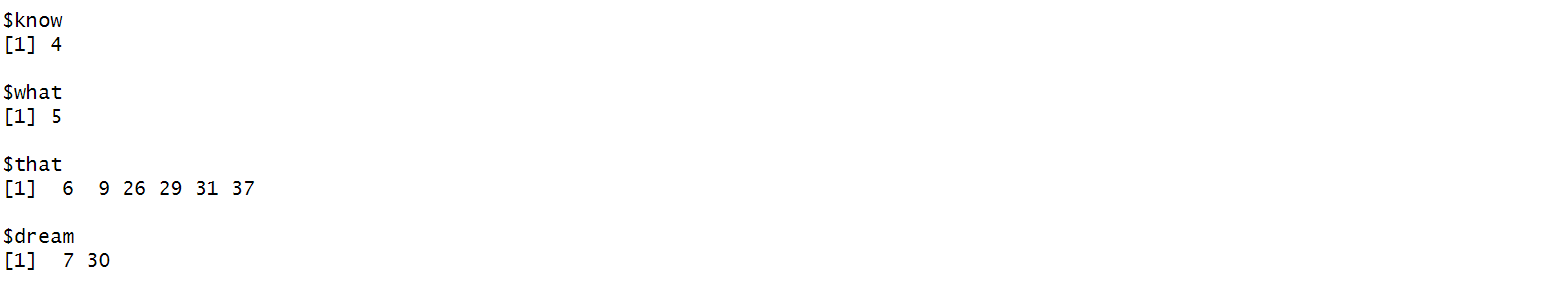 $know
[1] 4
$what
[1] 5
$that
[1]  6  9 26 29 31 37
$dream
[1]  7 30